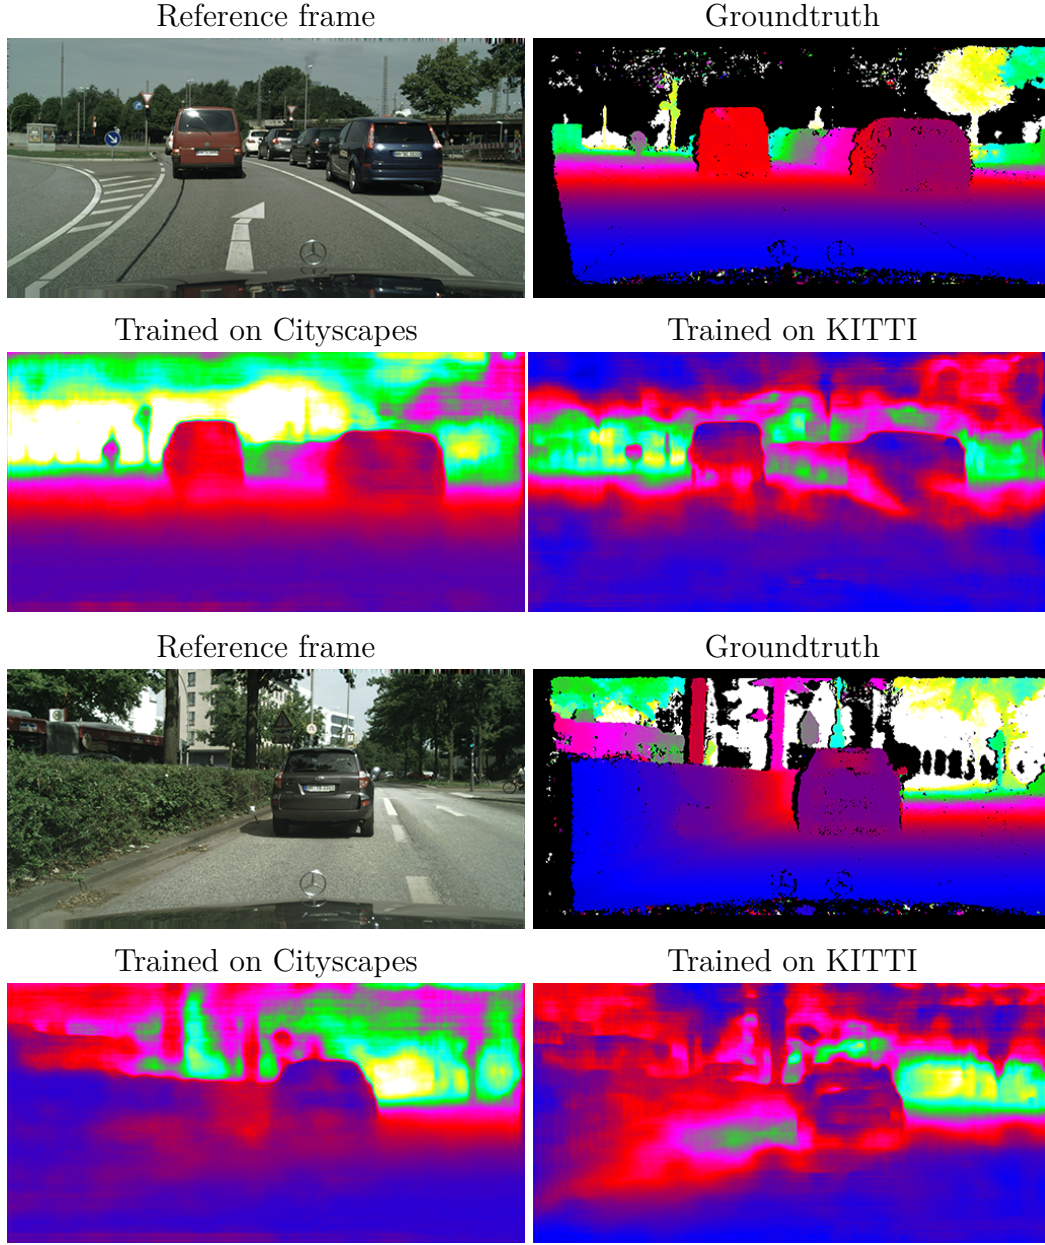 Reference frame
Groundtruth
Trained on Cityscapes
Trained on KITTI
Reference frame
Groundtruth
Trained on Cityscapes
Trained on KITTI